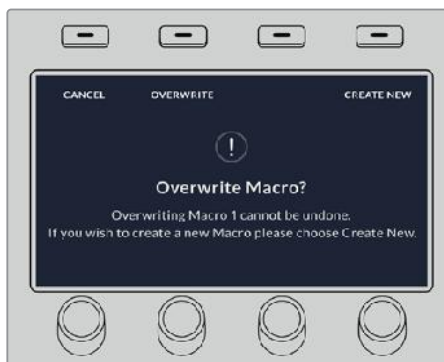 CANCEL OVERWRITE CREATE NEW
!
Overwrite Macro?
Overwriting Macro 1 cannot be undone.
If you wish to create a new Macro please choose Create New.